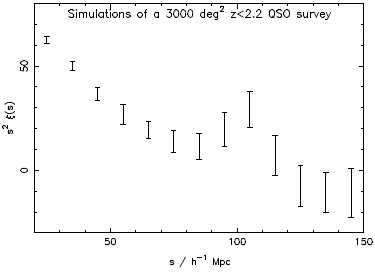 Simulations of a 3000 deg² z<2.2 QSO survey
s² ξ(s)
50
0
50
100
150
s / h⁻¹ Mpc